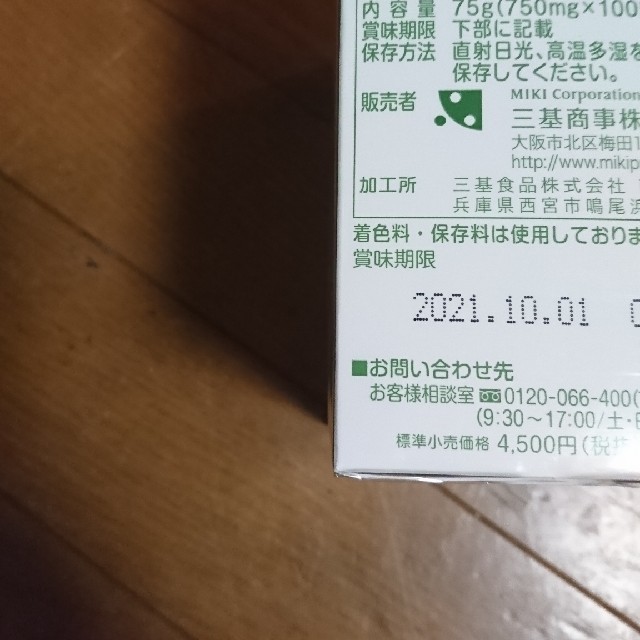 内容量 75g(750mg×100
賞味期限 下部に記載
保存方法 直射日光、高温多湿を
保存してください。
販売者 MIKI Corporation
三基商事株
大阪市北区梅田1
http://www.mikip
加工所 三基食品株式会社
兵庫県西宮市鳴尾浜
着色料・保存料は使用しておりま
賞味期限
2021.10.01
■お問い合わせ先
お客様相談室 0120-066-400(
(9:30～17:00/土・日
標準小売価格 4,500円(税抜